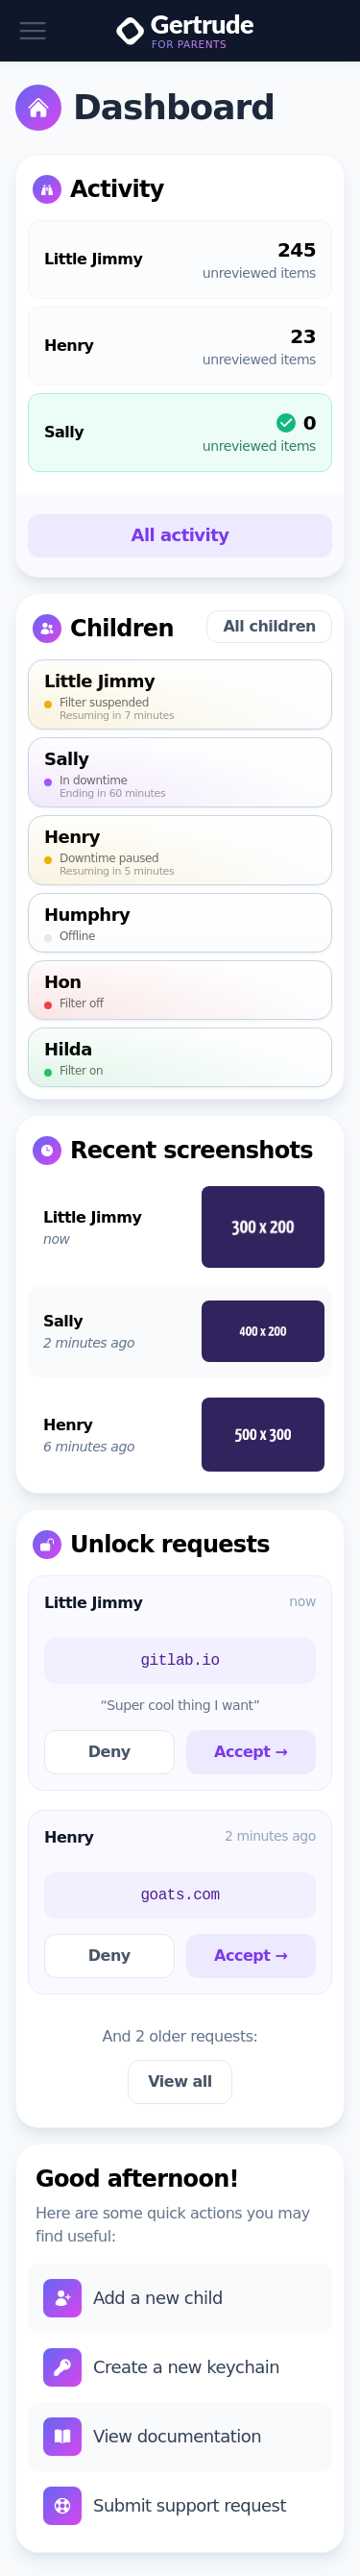 Gertrude
FOR PARENTS
Dashboard
Activity
Little Jimmy
245
unreviewed items
Henry
23
unreviewed items
Sally
0
unreviewed items
All activity
Children
All children
Little Jimmy
Filter suspended
Resuming in 7 minutes
Sally
In downtime
Ending in 60 minutes
Henry
Downtime paused
Resuming in 5 minutes
Humphry
Offline
Hon
Filter off
Hilda
Filter on
Recent screenshots
Little Jimmy
now
300 x 200
Sally
2 minutes ago
400 x 200
Henry
6 minutes ago
500 x 300
Unlock requests
Little Jimmy
now
gitlab.io
“Super cool thing I want”
Deny
Accept →
Henry
2 minutes ago
goats.com
Deny
Accept →
And 2 older requests:
View all
Good afternoon!
Here are some quick actions you may
find useful:
Add a new child
Create a new keychain
View documentation
Submit support request